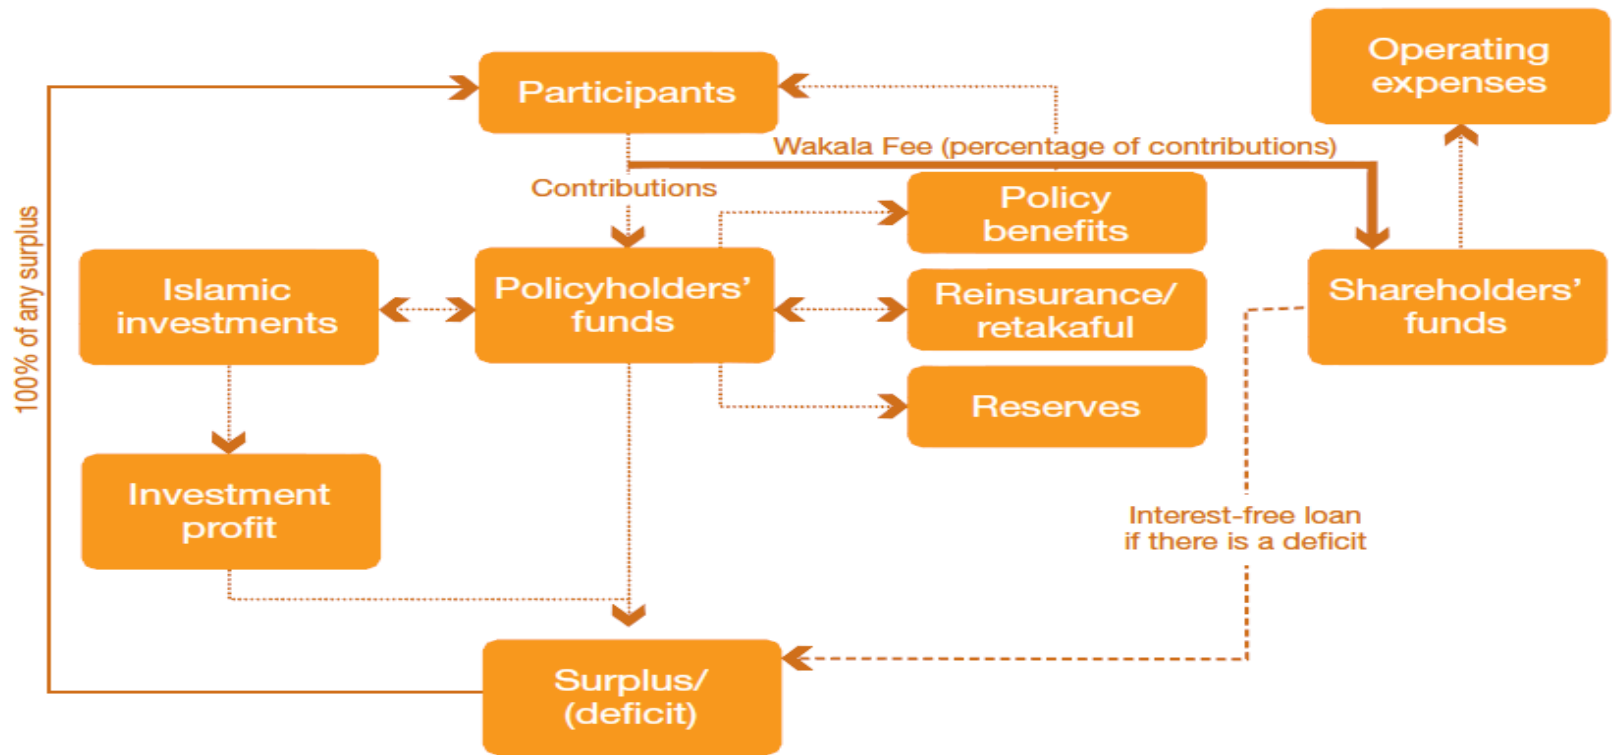 Operating
expenses
Participants
Wakala Fee (percentage of contributions)
Contributions
Policy
benefits
100% of any surplus
Islamic
investments
Policyholders’
funds
Reinsurance/
retakaful
Shareholders’
funds
Reserves
Investment
profit
Interest-free loan
if there is a deficit
Surplus/
(deficit)